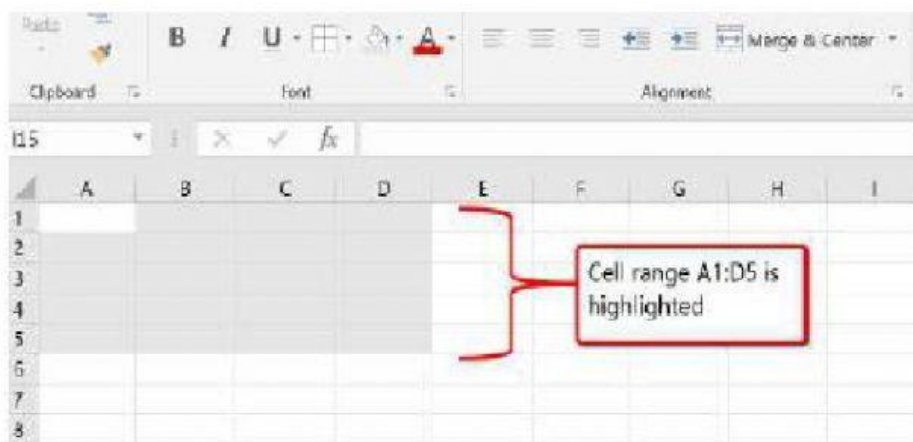 Paste
B I U A Merge & Center
Clipboard Font Alignment
I15 fx
A B C D E F G H I
1
2
3
4
5
6
7
8
Cell range A1:D5 is
highlighted